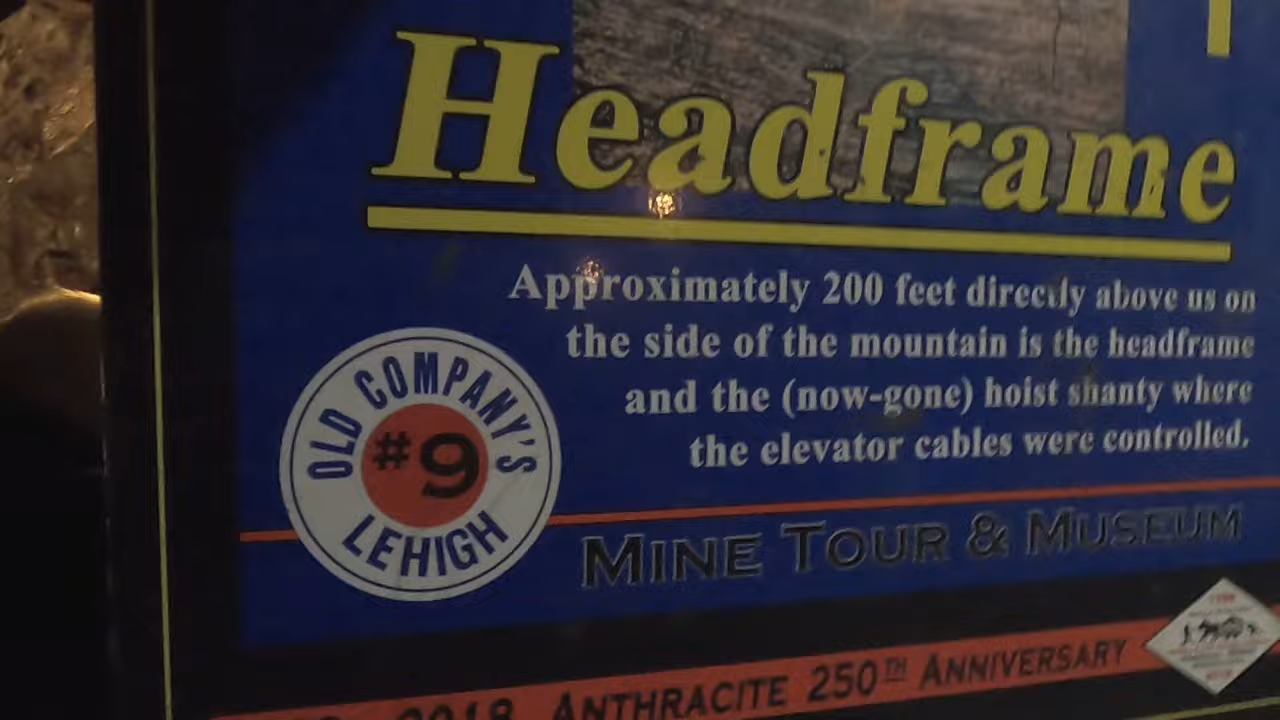 Headframe
Approximately 200 feet directly above us on
the side of the mountain is the headframe
and the (now-gone) hoist shanty where
the elevator cables were controlled.
OLD COMPANY'S
#9
LEHIGH
MINE TOUR & MUSEUM
2018 ANTHRACITE 250TH ANNIVERSARY